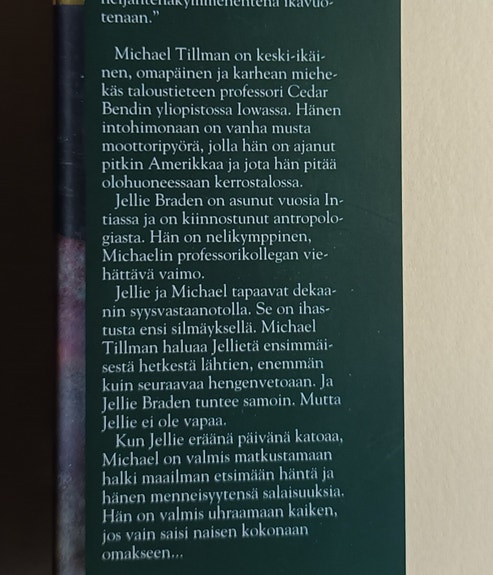 neljäntenäkymmenentenä ikävuo-
tenaan.”
Michael Tillman on keski-ikäi-
nen, omapäinen ja karhean miehe-
käs taloustieteen professori Cedar
Bendin yliopistossa Iowassa. Hänen
intohimonaan on vanha musta
moottoripyörä, jolla hän on ajanut
pitkin Amerikkaa ja jota hän pitää
olohuoneessaan kerrostalossa.
Jellie Braden on asunut vuosia In-
tiassa ja on kiinnostunut antropolo-
giasta. Hän on nelikymppinen,
Michaelin professorikollegan vie-
hättävä vaimo.
Jellie ja Michael tapaavat dekaa-
nin syysvastaanotolla. Se on ihas-
tusta ensi silmäyksellä. Michael
Tillman haluaa Jellietä ensimmäi-
sestä hetkestä lähtien, enemmän
kuin seuraavaa hengenvetoaan. Ja
Jellie Braden tuntee samoin. Mutta
Jellie ei ole vapaa.
Kun Jellie eräänä päivänä katoaa,
Michael on valmis matkustamaan
halki maailman etsimään häntä ja
hänen menneisyytensä salaisuuksia.
Hän on valmis uhraamaan kaiken,
jos vain saisi naisen kokonaan
omakseen...